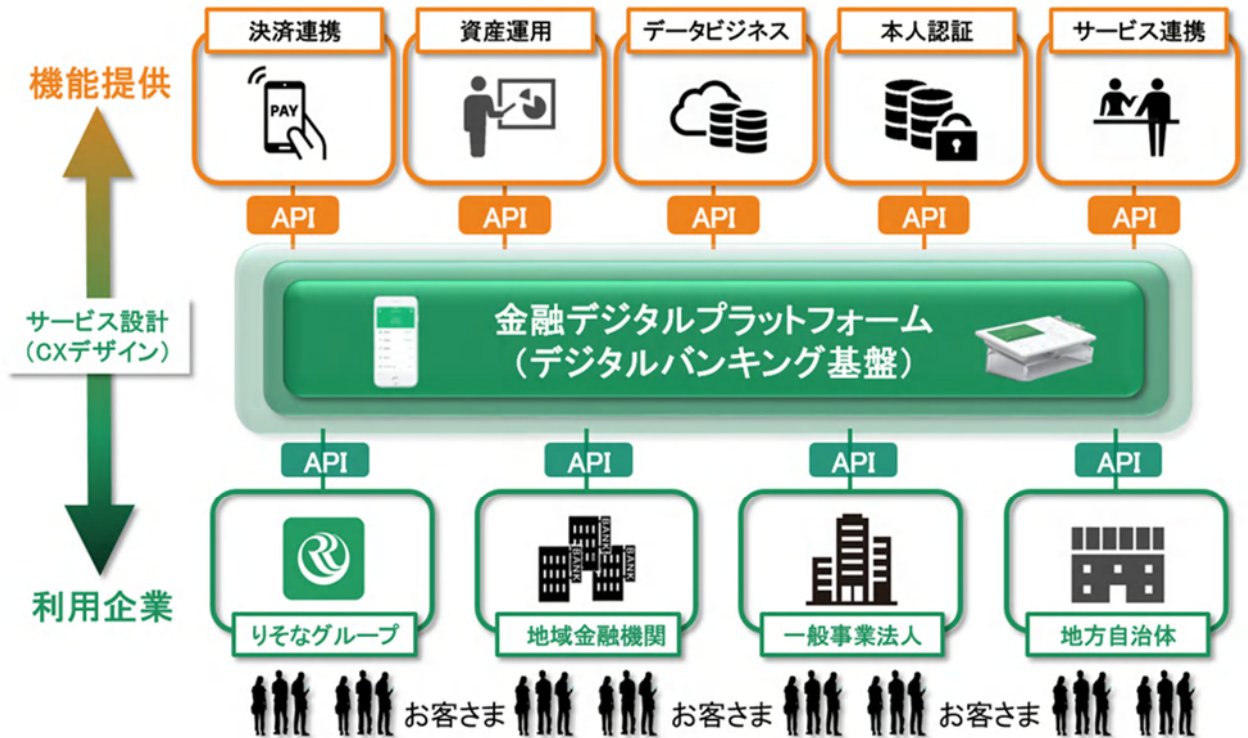 決済連携
資産運用
データビジネス
本人認証
サービス連携
機能提供
PAY
API
API
API
API
API
サービス設計
(CXデザイン)
金融デジタルプラットフォーム
(デジタルバンキング基盤)
API
API
API
API
BANK
BANK
BANK
利用企業
りそなグループ
地域金融機関
一般事業法人
地方自治体
お客さま
お客さま
お客さま